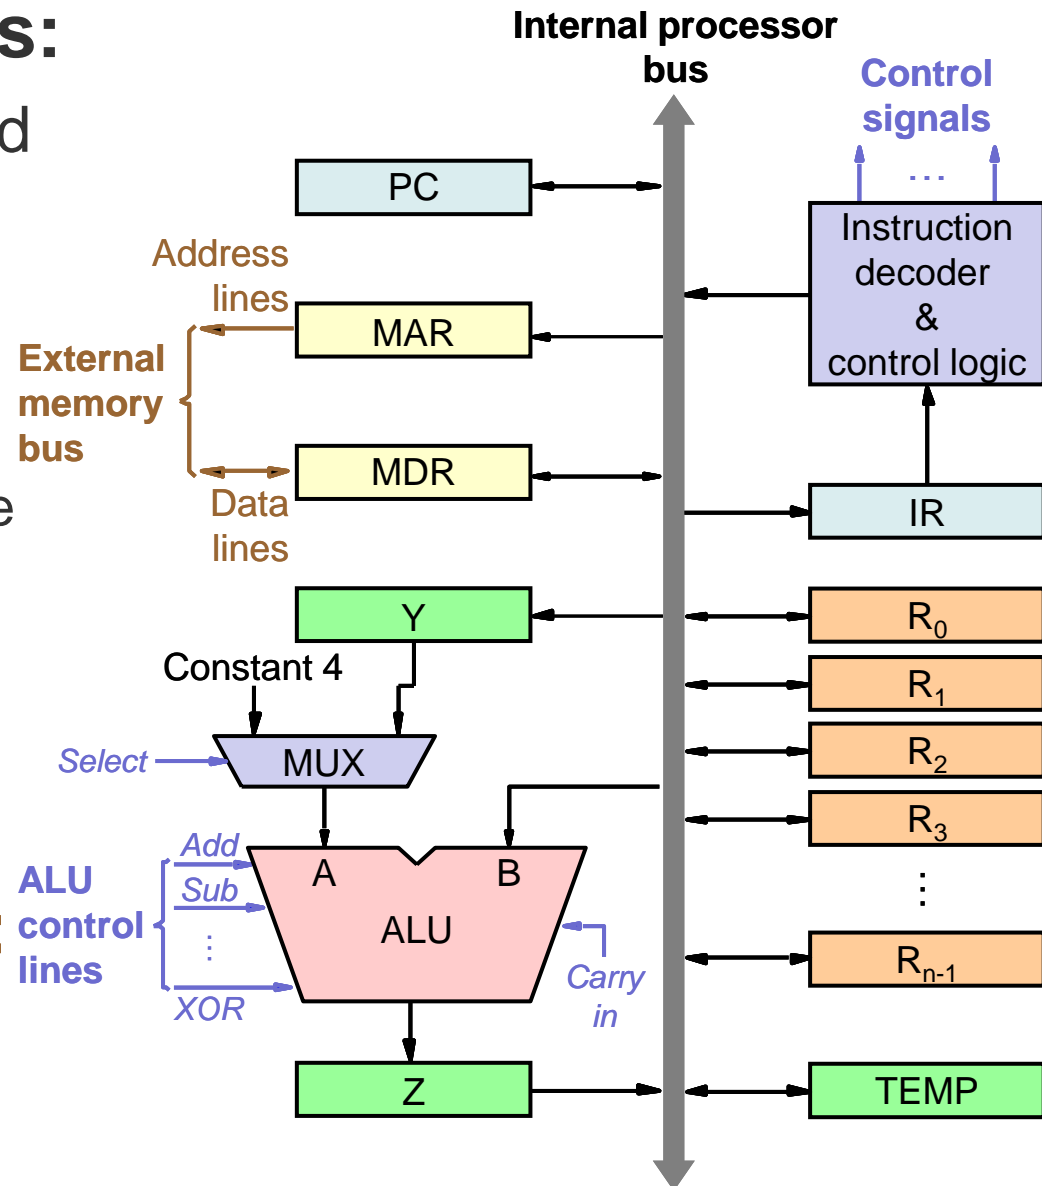 s:
d
e
:
Internal processor
bus
Control
signals
...
PC
Instruction
decoder
&
control logic
Address
lines
MAR
External
memory
bus
MDR
Data
lines
IR
Y
R0
Constant 4
R1
Select
MUX
R2
R3
Add
A
B
ALU
control
lines
Sub
⋮
ALU
⋮
XOR
Carry
in
Rn-1
Z
TEMP